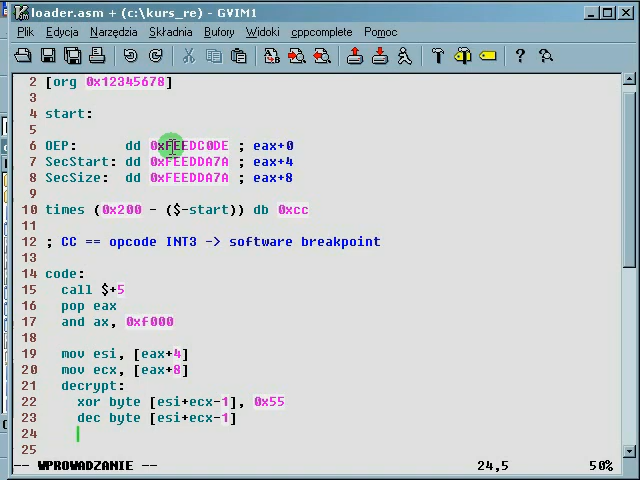 loader.asm + (c:\kurs_re) - GVIM1
Plik Edycja Narzędzia Składnia Bufory Widoki cppcomplete Pomoc
2 [org 0x12345678]
3
4 start:
5
6 OEP: dd 0xFEEDC0DE ; eax+0
7 SecStart: dd 0xFEEDDA7A ; eax+4
8 SecSize: dd 0xFEEDDA7A ; eax+8
9
10 times (0x200 - ($-start)) db 0xcc
11
12 ; CC == opcode INT3 -> software breakpoint
13
14 code:
15 call $+5
16 pop eax
17 and ax, 0xf000
18
19 mov esi, [eax+4]
20 mov ecx, [eax+8]
21 decrypt:
22 xor byte [esi+ecx-1], 0x55
23 dec byte [esi+ecx-1]
24
25
-- WPROWADZANIE -- 24,5 50%